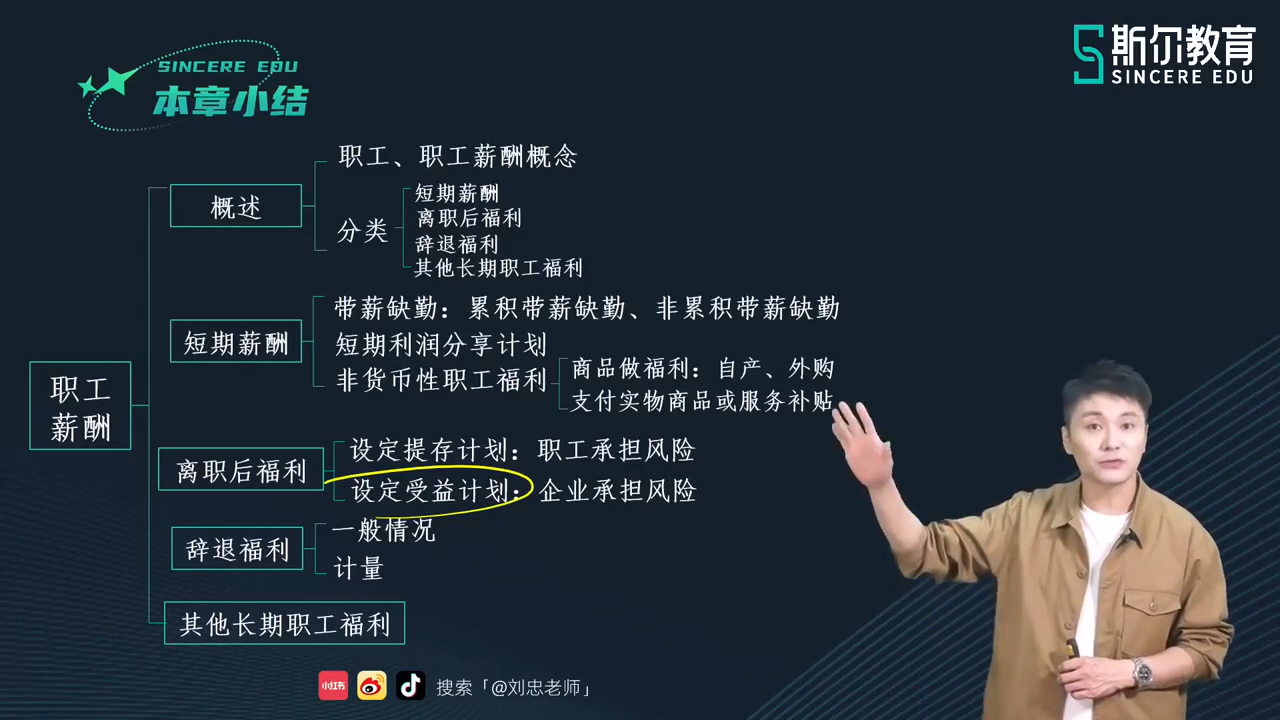 SINCERE EDU
本章小结
斯尔教育
SINCERE EDU
职工
薪酬
概述
职工、职工薪酬概念
分类
短期薪酬
离职后福利
辞退福利
其他长期职工福利
短期薪酬
带薪缺勤：累积带薪缺勤、非累积带薪缺勤
短期利润分享计划
非货币性职工福利
商品做福利：自产、外购
支付实物商品或服务补贴
离职后福利
设定提存计划：职工承担风险
设定受益计划：企业承担风险
辞退福利
一般情况
计量
其他长期职工福利
小红书
搜索「@刘忠老师」